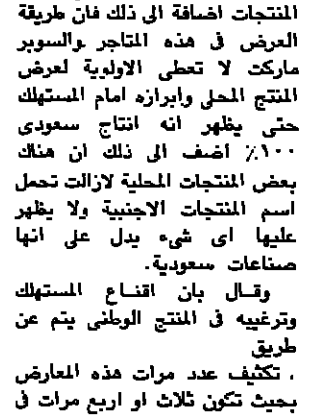 المنتجات اضافة الى ذلك فان طريقة
العرض فى هذه المتاجر والسوبر
ماركت لا تعطى الاولوية لعرض
المنتج المحلى وابرازه امام المستهلك
حتى يظهر انه انتاج سعودى
١٠٠٪ اضف الى ذلك ان هناك
بعض المنتجات المحلية لازالت تحمل
اسم المنتجات الاجنبية ولا يظهر
عليها اى شىء يدل على انها
صناعات سعودية.
وقـال بان اقنـاع المستهلك
وترغيبه فى المنتج الوطنى يتم عن
طريق
، تكثيف عدد مرات هذه المعارض
بحيث تكون ثلاث او اربع مرات فى